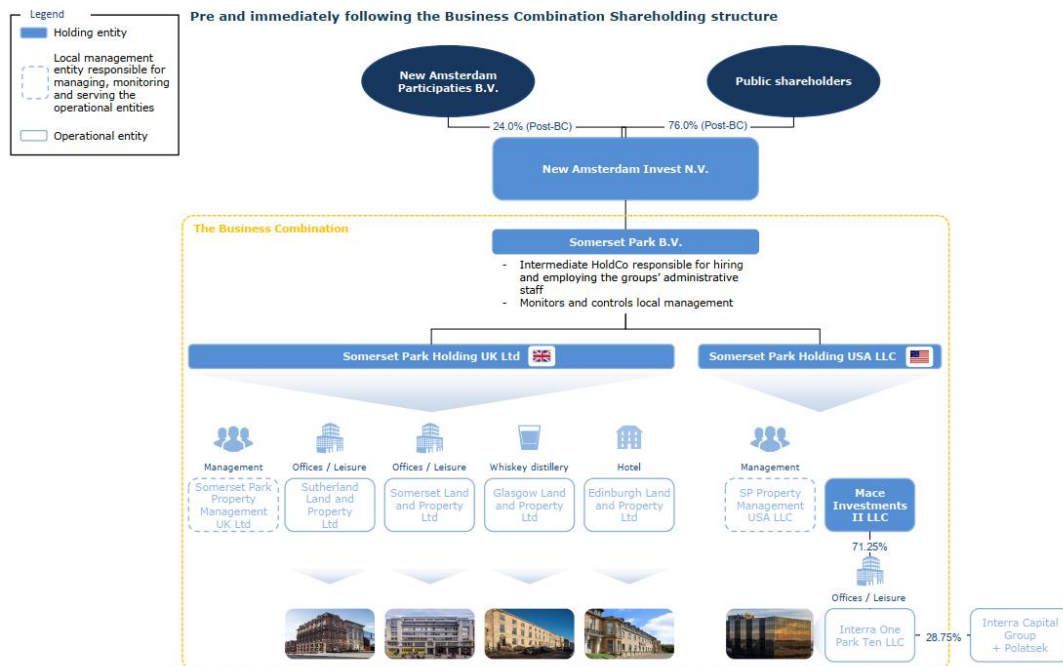 Legend
Holding entity
Local management
entity responsible for
managing, monitoring
and serving the
operational entities
Operational entity
Pre and immediately following the Business Combination Shareholding structure
New Amsterdam
Participaties B.V.
Public shareholders
24.0% (Post-BC)
76.0% (Post-BC)
New Amsterdam Invest N.V.
The Business Combination
Somerset Park B.V.
- Intermediate HoldCo responsible for hiring
and employing the groups' administrative
staff
- Monitors and controls local management
Somerset Park Holding UK Ltd
Somerset Park Holding USA LLC
Management
Somerset Park
Property
Management
UK Ltd
Offices / Leisure
Sutherland
Land and
Property
Ltd
Offices / Leisure
Somerset Land
and Property
Ltd
Whiskey distillery
Glasgow Land
and Property
Ltd
Hotel
Edinburgh Land
and Property
Ltd
Management
SP Property
Management
USA LLC
Mace
Investments
II LLC
71.25%
Offices / Leisure
Interra One
Park Ten LLC
28.75%
Interra Capital
Group
+ Polatsek